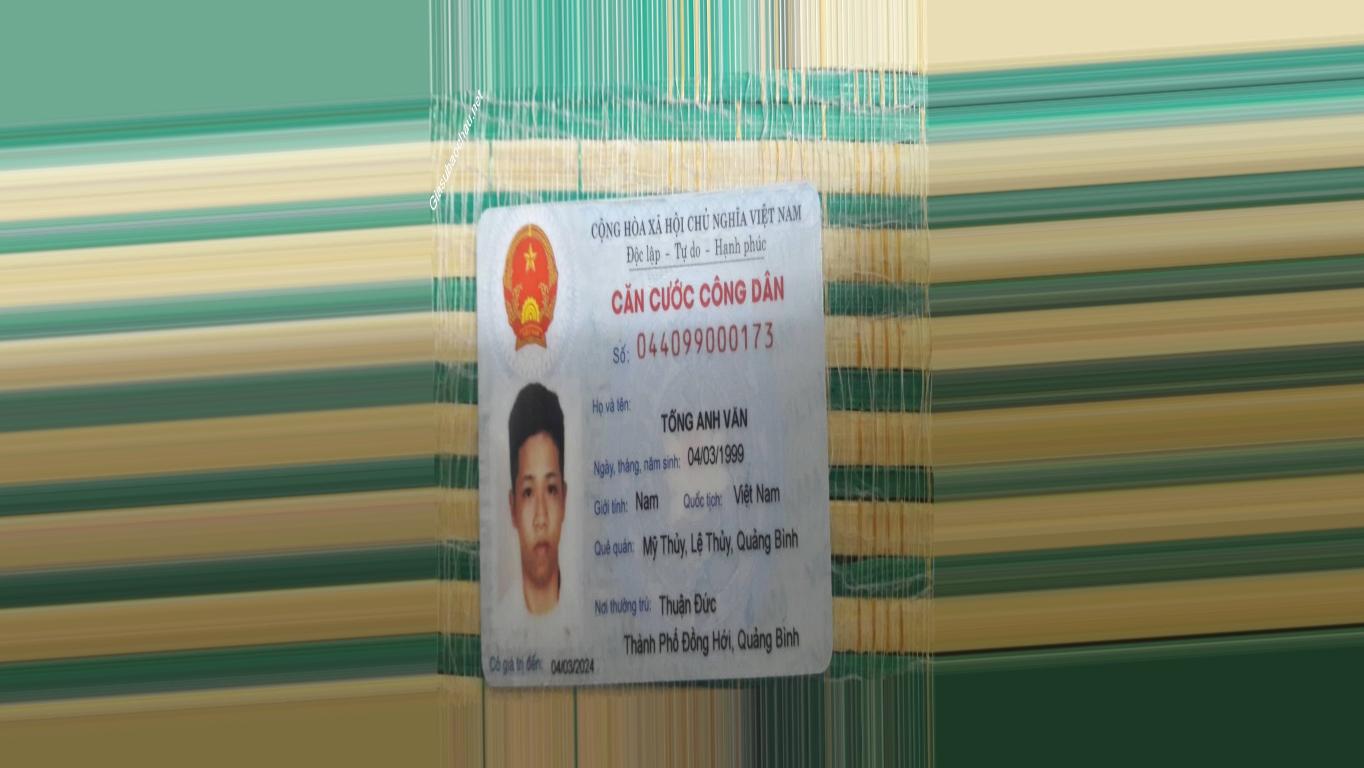 Giasubaochau.net
CỘNG HÒA XÃ HỘI CHỦ NGHĨA VIỆT NAM
Độc lập - Tự do - Hạnh phúc
CĂN CƯỚC CÔNG DÂN
Số: 044099000173
Họ và tên:
TỐNG ANH VĂN
Ngày, tháng, năm sinh: 04/03/1999
Giới tính: Nam Quốc tịch: Việt Nam
Quê quán: Mỹ Thủy, Lệ Thủy, Quảng Bình
Nơi thường trú: Thuận Đức
Thành Phố Đồng Hới, Quảng Bình
Có giá trị đến: 04/03/2024